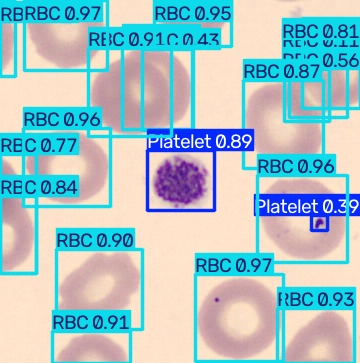 RBC 0.97
RBC 0.95
RBC 0.81
RBC 0.91
0.43
0.56
RBC 0.87
RBC 0.96
Platelet 0.89
RBC 0.77
RBC 0.96
RBC 0.84
Platelet 0.39
RBC 0.90
RBC 0.97
RBC 0.93
RBC 0.91